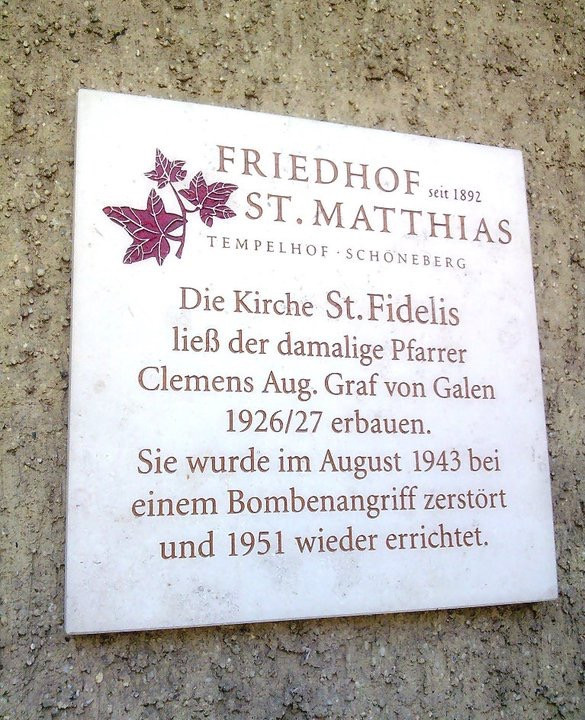 FRIEDHOF seit 1892
ST. MATTHIAS
TEMPELHOF · SCHÖNEBERG
Die Kirche St. Fidelis
ließ der damalige Pfarrer
Clemens Aug. Graf von Galen
1926/27 erbauen.
Sie wurde im August 1943 bei
einem Bombenangriff zerstört
und 1951 wieder errichtet.